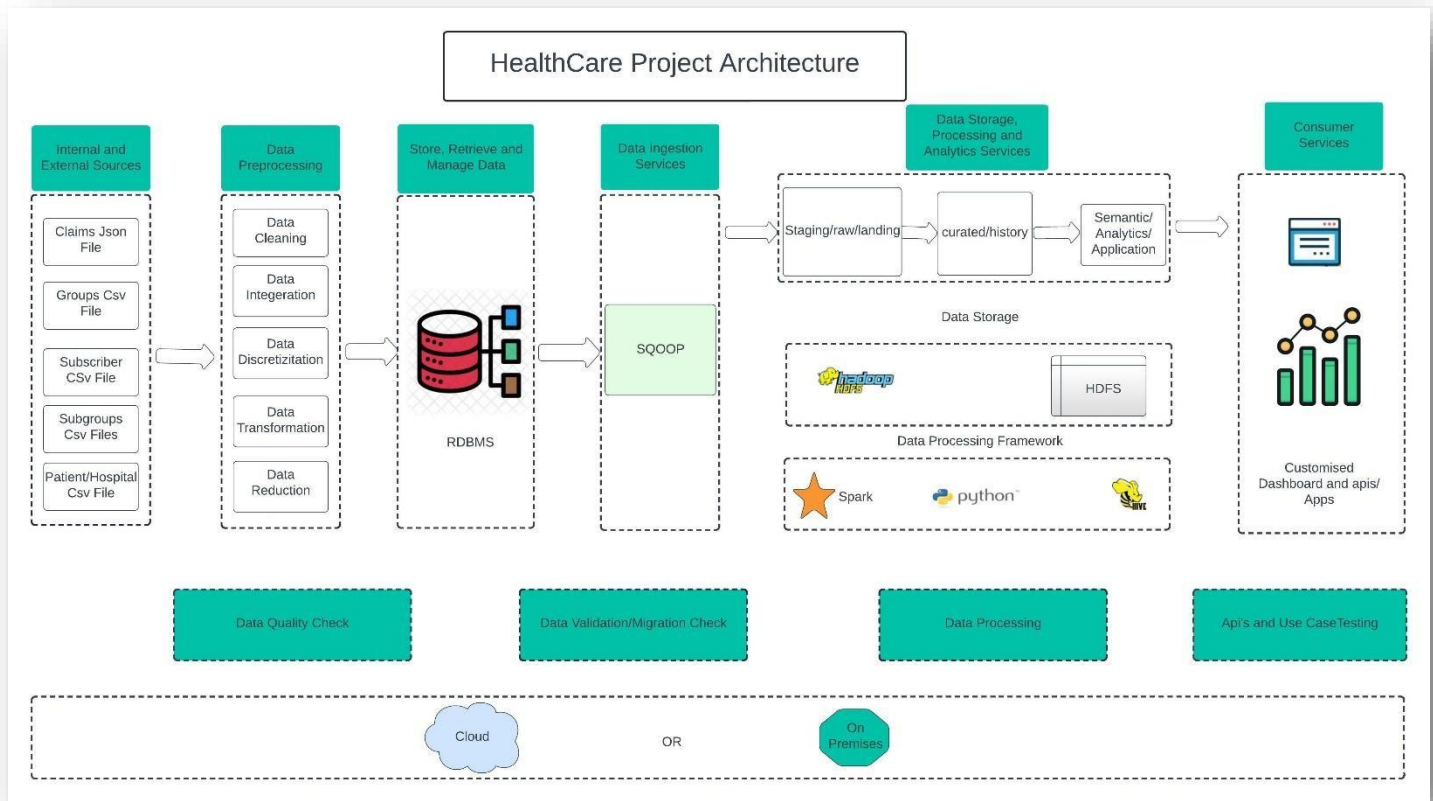 HealthCare Project Architecture
Internal and
External Sources
Claims Json
File
Groups Csv
File
Subscriber
CSv File
Subgroups
Csv Files
Patient/Hospital
Csv File
Data
Preprocessing
Data
Cleaning
Data
Integeration
Data
Discretizitation
Data
Transformation
Data
Reduction
Store, Retrieve and
Manage Data
RDBMS
Data Ingestion
Services
SQOOP
Data Storage,
Processing and
Analytics Services
Staging/raw/landing
curated/history
Semantic/
Analytics/
Application
Data Storage
hadoop
HDFS
HDFS
Data Processing Framework
Spark
python
HIVE
Consumer
Services
Customised
Dashboard and apis/
Apps
Data Quality Check
Data Validation/Migration Check
Data Processing
Api's and Use CaseTesting
Cloud
OR
On
Premises